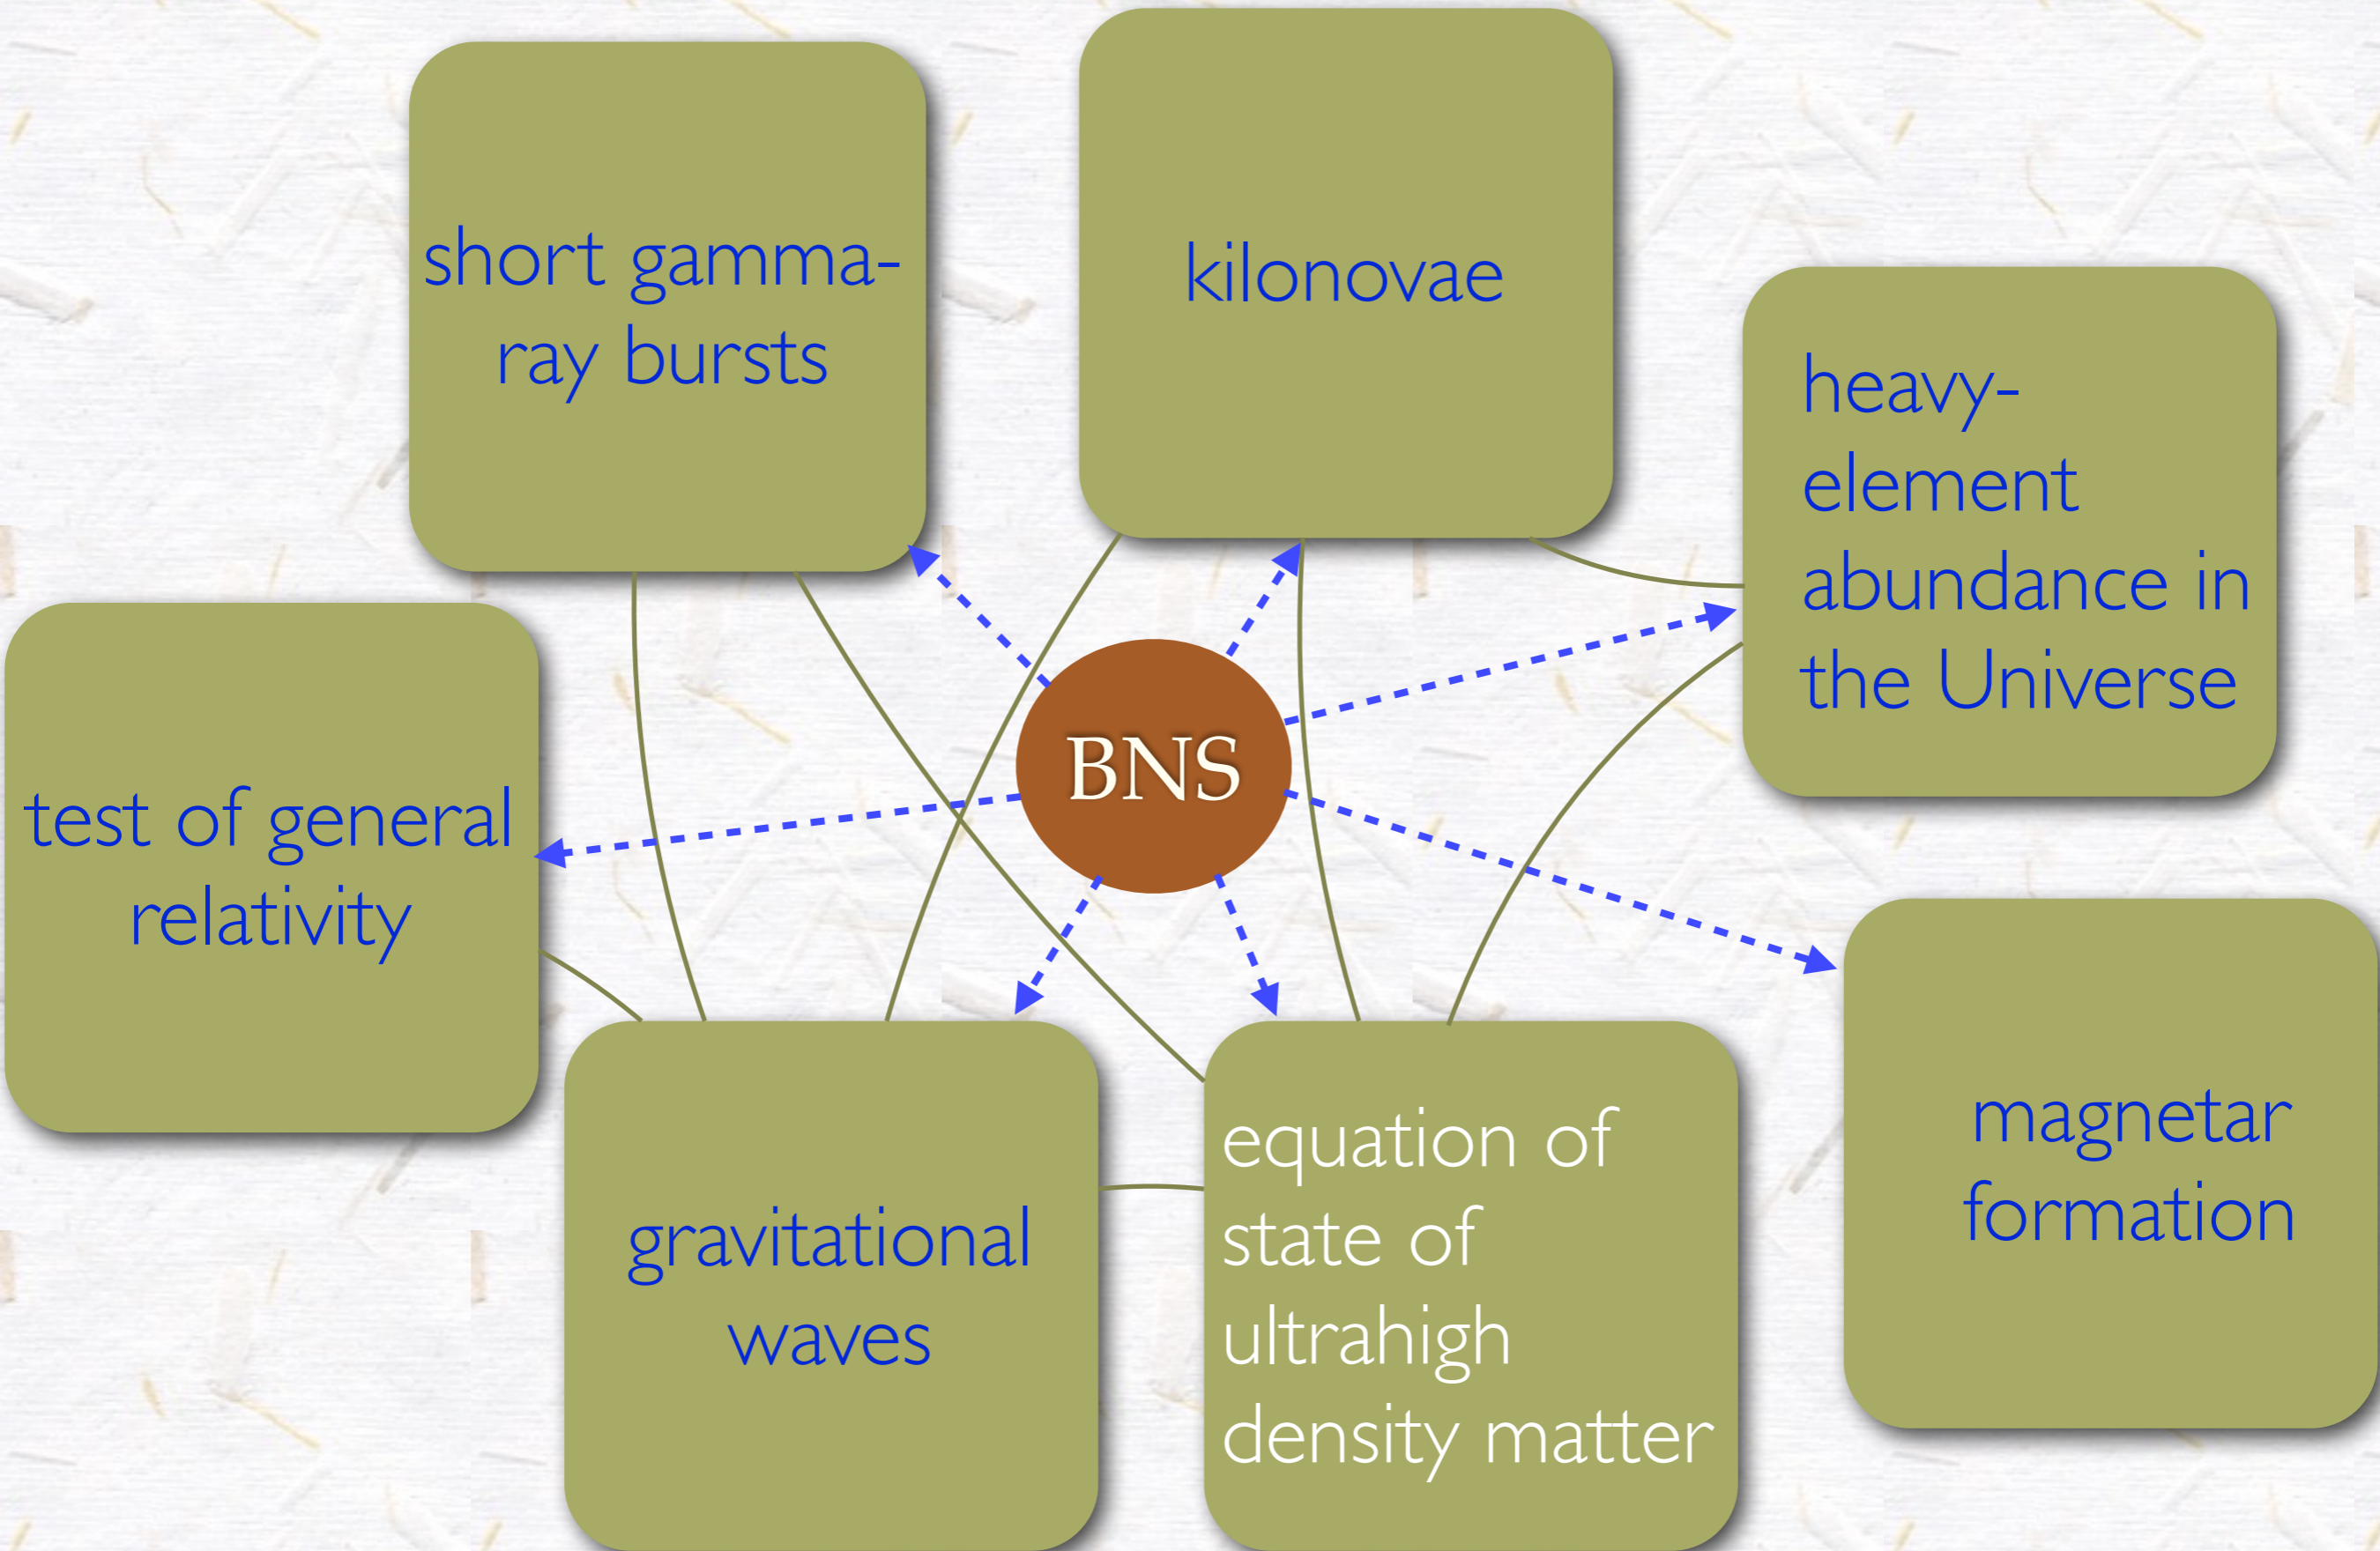 short gamma-
ray bursts
kilonovae
heavy-
element
abundance in
the Universe
BNS
test of general
relativity
magnetar
formation
gravitational
waves
equation of
state of
ultrahigh
density matter